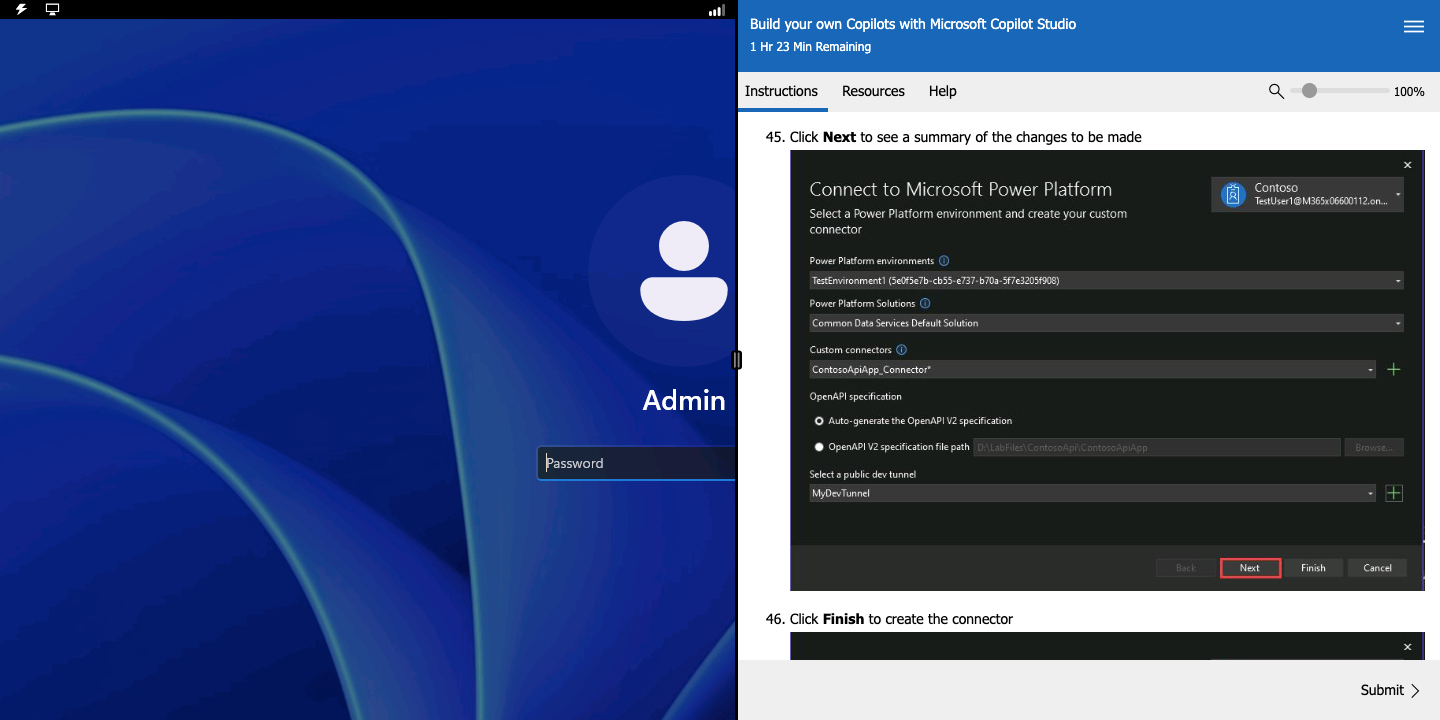 Admin
Password
Build your own Copilots with Microsoft Copilot Studio
1 Hr 23 Min Remaining
Instructions
Resources
Help
100%
45. Click Next to see a summary of the changes to be made
Connect to Microsoft Power Platform
Select a Power Platform environment and create your custom
connector
Contoso
TestUser1@M365x06600112.on...
Power Platform environments
TestEnvironment1 (5e0f5e7b-cb55-e737-b70a-5f7e3205f908)
Power Platform Solutions
Common Data Services Default Solution
Custom connectors
ContosoApiApp_Connector*
OpenAPI specification
Auto-generate the OpenAPI V2 specification
OpenAPI V2 specification file path
D:\LabFiles\ContosoApi\ContosoApiApp
Browse...
Select a public dev tunnel
MyDevTunnel
Back
Next
Finish
Cancel
46. Click Finish to create the connector
Submit